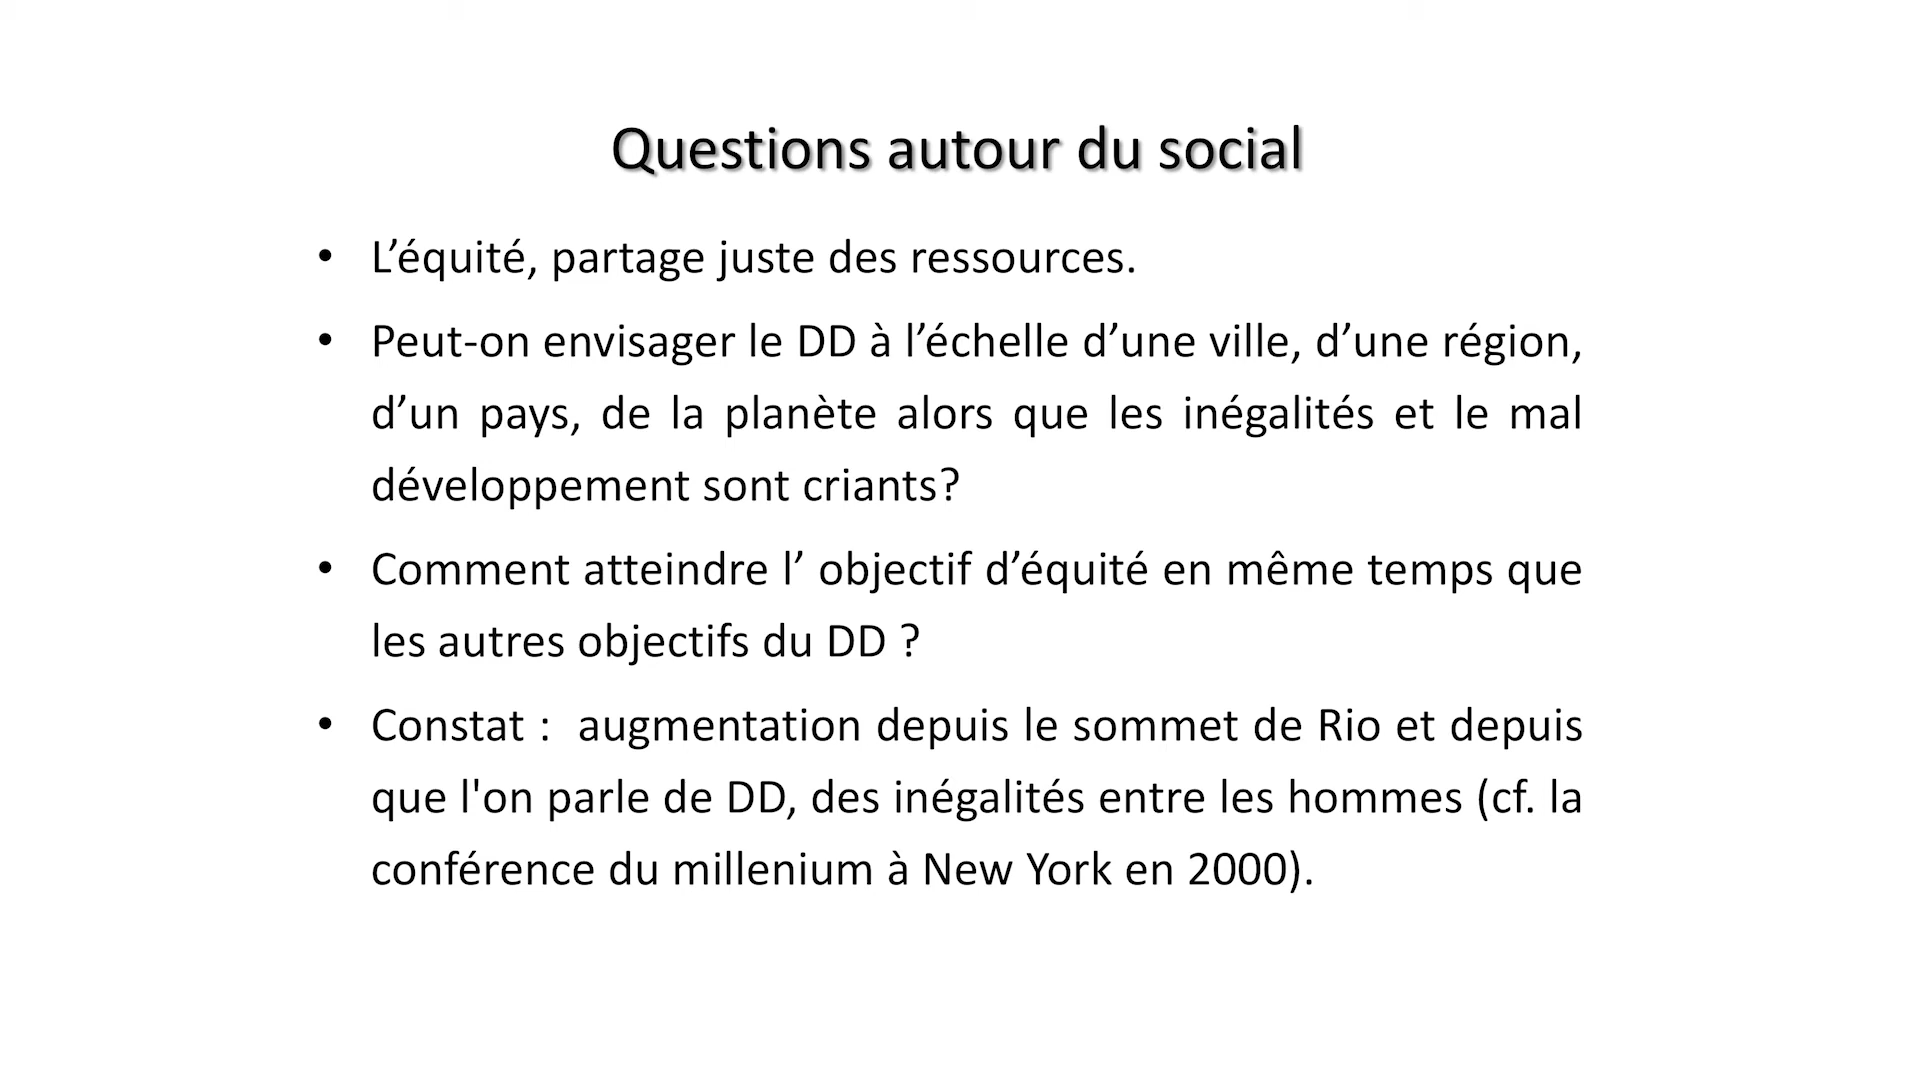 Questions autour du social
• L’équité, partage juste des ressources.
• Peut-on envisager le DD à l’échelle d’une ville, d’une région,
d’un pays, de la planète alors que les inégalités et le mal
développement sont criants?
• Comment atteindre l’ objectif d’équité en même temps que
les autres objectifs du DD ?
• Constat :  augmentation depuis le sommet de Rio et depuis
que l'on parle de DD, des inégalités entre les hommes (cf. la
conférence du millenium à New York en 2000).